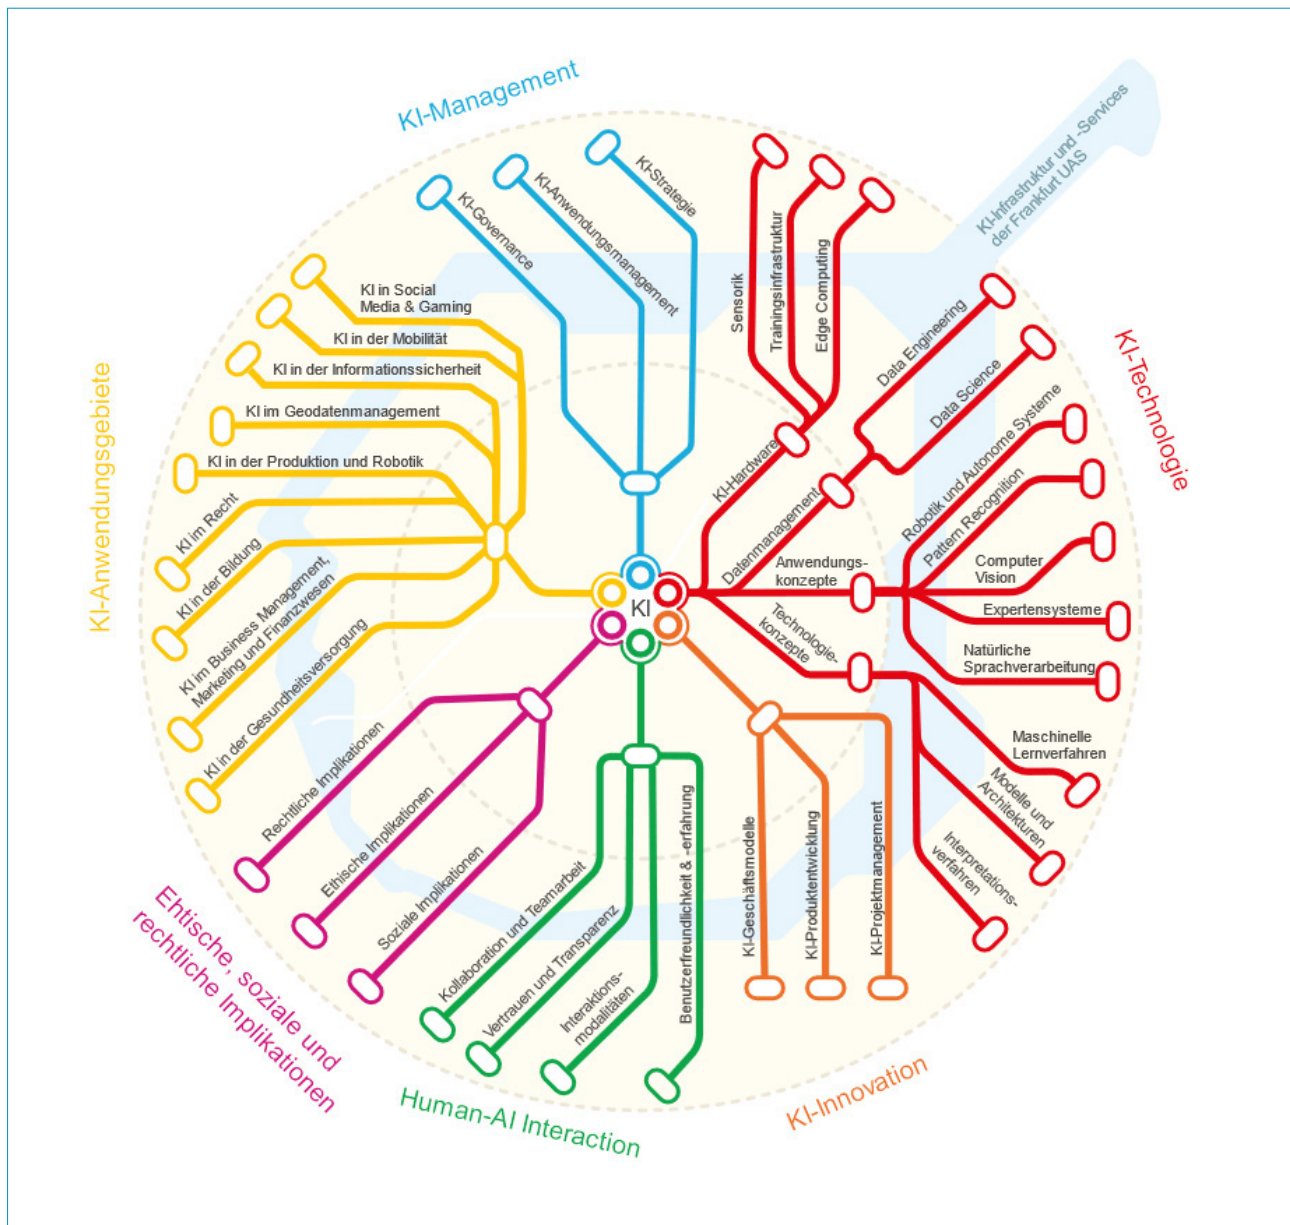 KI-Management
KI-Governance
KI-Anwendungsmanagement
KI-Strategie
KI-Infrastruktur und -Services
der Frankfurt UAS
KI-Technologie
Sensorik
Trainingsinfrastruktur
Edge Computing
KI-Hardware
Data Engineering
Data Science
Datenmanagement
Robotik und Autonome Systeme
Pattern Recognition
Computer
Vision
Expertensysteme
Natürliche
Sprachverarbeitung
Anwendungs-
konzepte
Technologie-
konzepte
Maschinelle
Lernverfahren
Modelle und
Architekturen
Interpretations-
verfahren
KI
KI-Innovation
KI-Geschäftsmodelle
KI-Produktentwicklung
KI-Projektmanagement
Human-AI Interaction
Kollaboration und Teamarbeit
Vertrauen und Transparenz
Interaktions-
modalitäten
Benutzerfreundlichkeit & -erfahrung
Ehtische, soziale und
rechtliche Implikationen
Rechtliche Implikationen
Ethische Implikationen
Soziale Implikationen
KI-Anwendungsgebiete
KI in Social
Media & Gaming
KI in der Mobilität
KI in der Informationssicherheit
KI im Geodatenmanagement
KI in der Produktion und Robotik
KI im Recht
KI in der Bildung
KI im Business Management,
Marketing und Finanzwesen
KI in der Gesundheitsversorgung